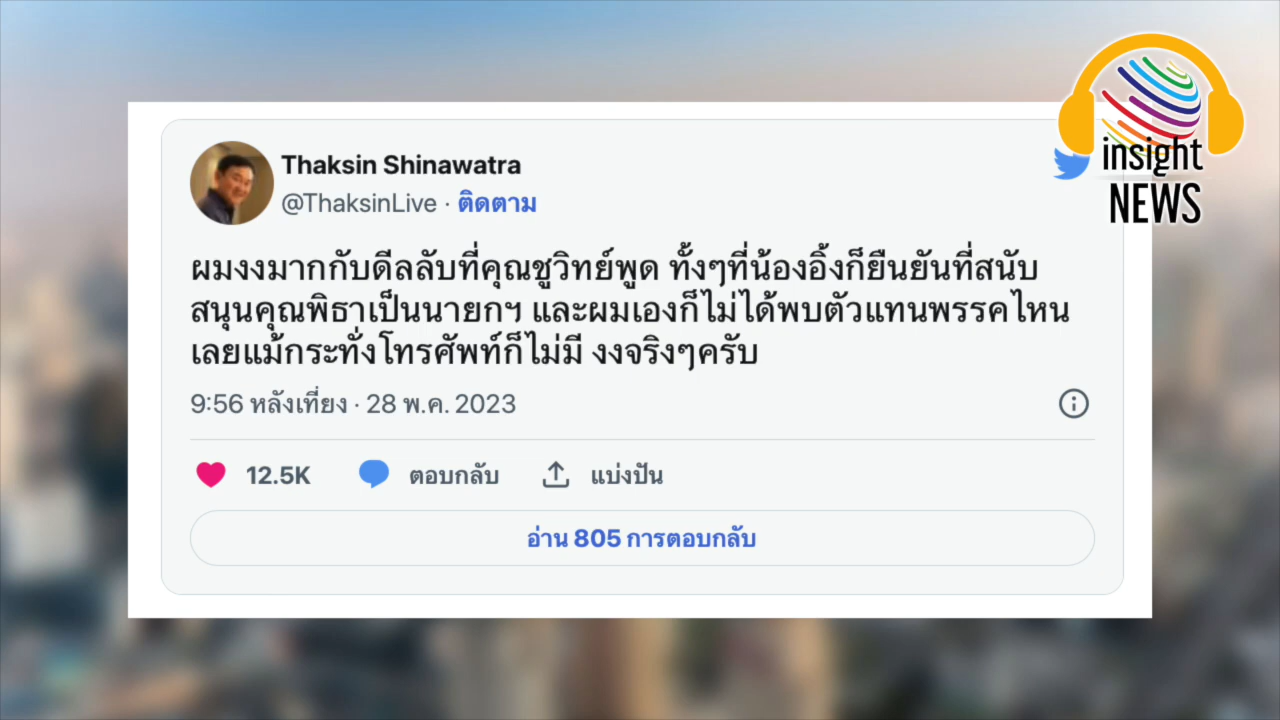 insight
NEWS
Thaksin Shinawatra
@ThaksinLive · ติดตาม
ผมงงมากกับดีลลับที่คุณชูวิทย์พูด ทั้งๆที่น้องอิ้งก็ยืนยันที่สนับ
สนุนคุณพิธาเป็นนายกฯ และผมเองก็ไม่ได้พบตัวแทนพรรคไหน
เลยแม้กระทั่งโทรศัพท์ก็ไม่มี งงจริงๆครับ
9:56 หลังเที่ยง · 28 พ.ค. 2023
12.5K ตอบกลับ แบ่งปัน
อ่าน 805 การตอบกลับ